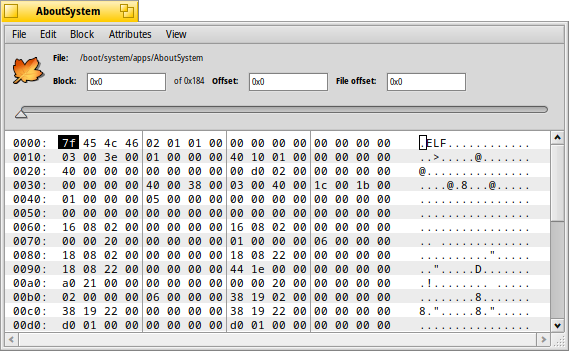 AboutSystem
File Edit Block Attributes View
File: /boot/system/apps/AboutSystem
Block: 0x0 of 0x184 Offset: 0x0 File offset: 0x0
0000: 7f 45 4c 46 02 01 01 00 00 00 00 00 00 00 00 00 .ELF............
0010: 03 00 3e 00 01 00 00 00 40 10 01 00 00 00 00 00 ..>.....@.......
0020: 40 00 00 00 00 00 00 00 00 d0 02 00 00 00 00 00 @...............
0030: 00 00 00 00 40 00 38 00 03 00 40 00 1c 00 1b 00 ....@.8...@.....
0040: 01 00 00 00 05 00 00 00 00 00 00 00 00 00 00 00 ................
0050: 00 00 00 00 00 00 00 00 00 00 00 00 00 00 00 00 ................
0060: 16 08 02 00 00 00 00 00 16 08 02 00 00 00 00 00 ................
0070: 00 00 20 00 00 00 00 00 01 00 00 00 06 00 00 00 .. .............
0080: 18 08 02 00 00 00 00 00 18 08 22 00 00 00 00 00 ..........".....
0090: 18 08 22 00 00 00 00 00 44 1e 00 00 00 00 00 00 ..".....D.......
00a0: a0 21 00 00 00 00 00 00 00 00 20 00 00 00 00 00 .!........ .....
00b0: 02 00 00 00 06 00 00 00 38 19 02 00 00 00 00 00 ........8.......
00c0: 38 19 22 00 00 00 00 00 38 19 22 00 00 00 00 00 8.".....8.".....
00d0: d0 01 00 00 00 00 00 00 d0 01 00 00 00 00 00 00 ................